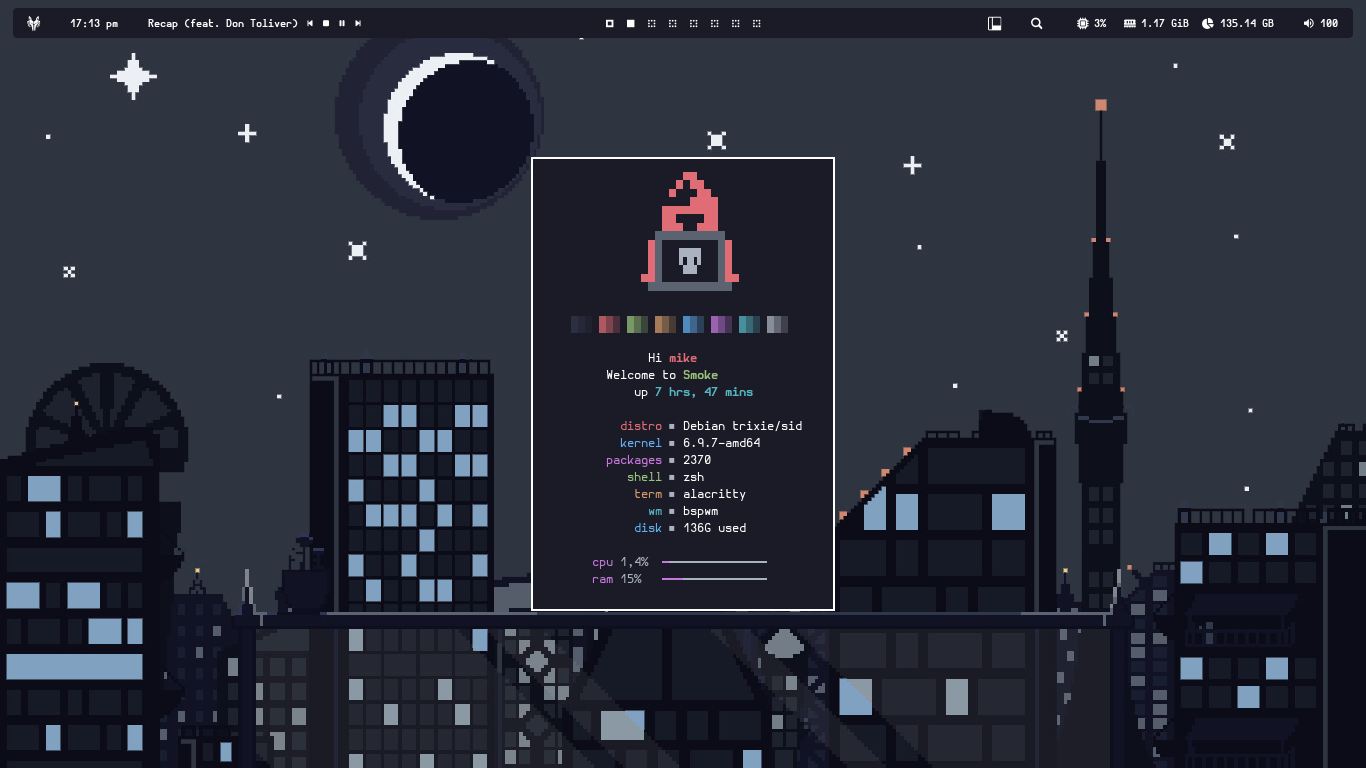 17:13 pm Recap (feat. Don Toliver) 3% 1.17 GiB 135.14 GB 100
Hi mike
Welcome to Smoke
up 7 hrs, 47 mins
distro Debian trixie/sid
kernel 6.9.7-amd64
packages 2370
shell zsh
term alacritty
wm bspwm
disk 136G used
cpu 1,4%
ram 15%